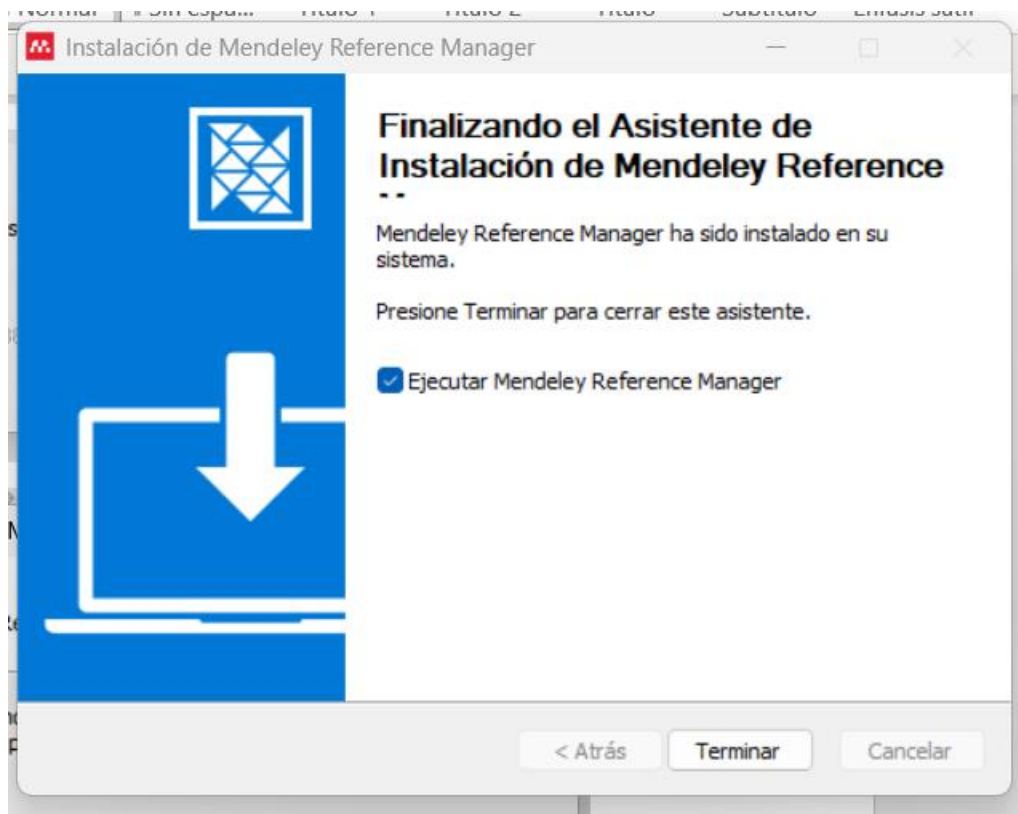 Instalación de Mendeley Reference Manager
Finalizando el Asistente de
Instalación de Mendeley Reference
Mendeley Reference Manager ha sido instalado en su
sistema.
Presione Terminar para cerrar este asistente.
Ejecutar Mendeley Reference Manager
< Atrás Terminar Cancelar